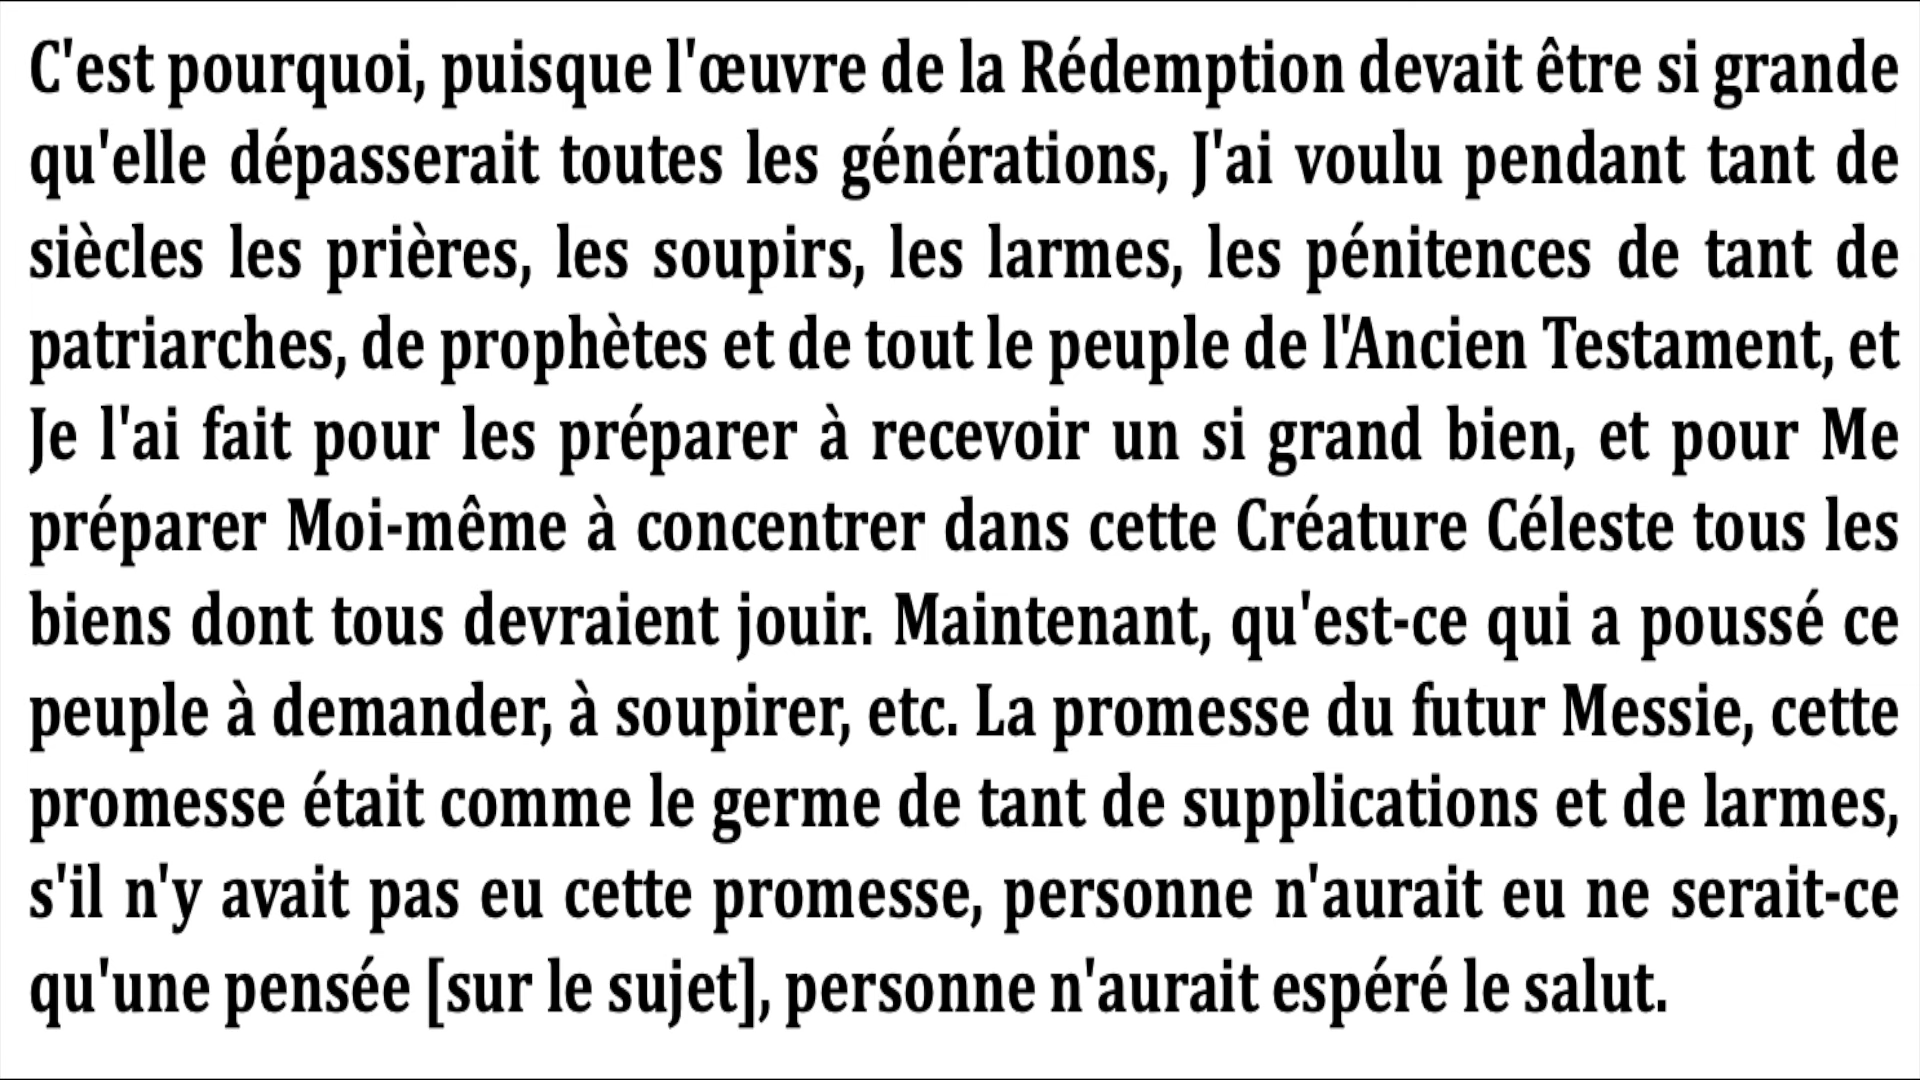 C'est pourquoi, puisque l'œuvre de la Rédemption devait être si grande
qu'elle dépasserait toutes les générations, J'ai voulu pendant tant de
siècles les prières, les soupirs, les larmes, les pénitences de tant de
patriarches, de prophètes et de tout le peuple de l'Ancien Testament, et
Je l'ai fait pour les préparer à recevoir un si grand bien, et pour Me
préparer Moi-même à concentrer dans cette Créature Céleste tous les
biens dont tous devraient jouir. Maintenant, qu'est-ce qui a poussé ce
peuple à demander, à soupirer, etc. La promesse du futur Messie, cette
promesse était comme le germe de tant de supplications et de larmes,
s'il n'y avait pas eu cette promesse, personne n'aurait eu ne serait-ce
qu'une pensée [sur le sujet], personne n'aurait espéré le salut.